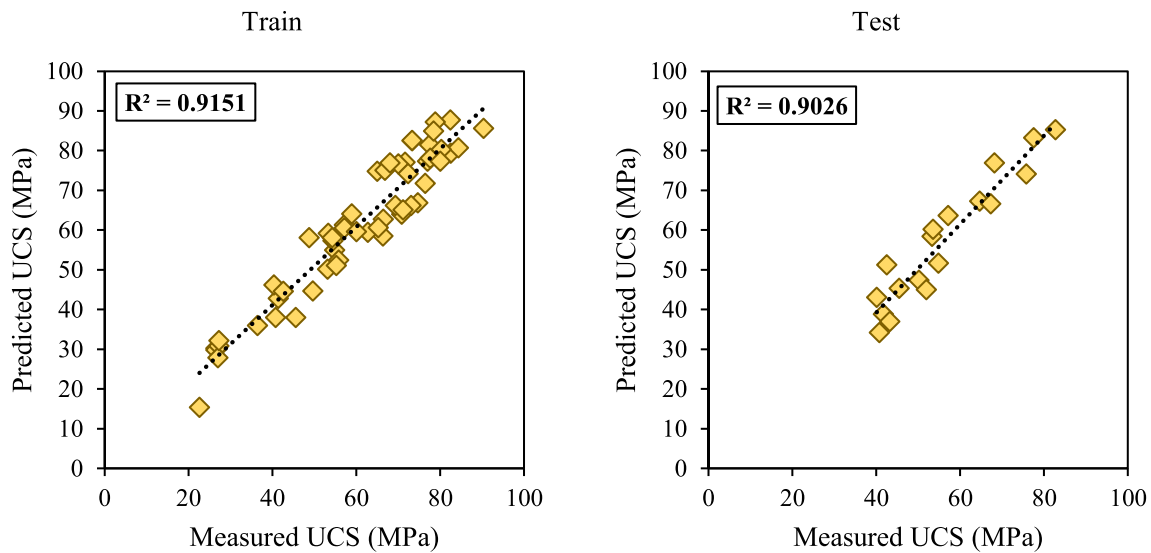 Train
R² = 0.9151
Predicted UCS (MPa)
100
90
80
70
60
50
40
30
20
10
0
0 20 40 60 80 100
Measured UCS (MPa)
Test
R² = 0.9026
Predicted UCS (MPa)
100
90
80
70
60
50
40
30
20
10
0
0 20 40 60 80 100
Measured UCS (MPa)